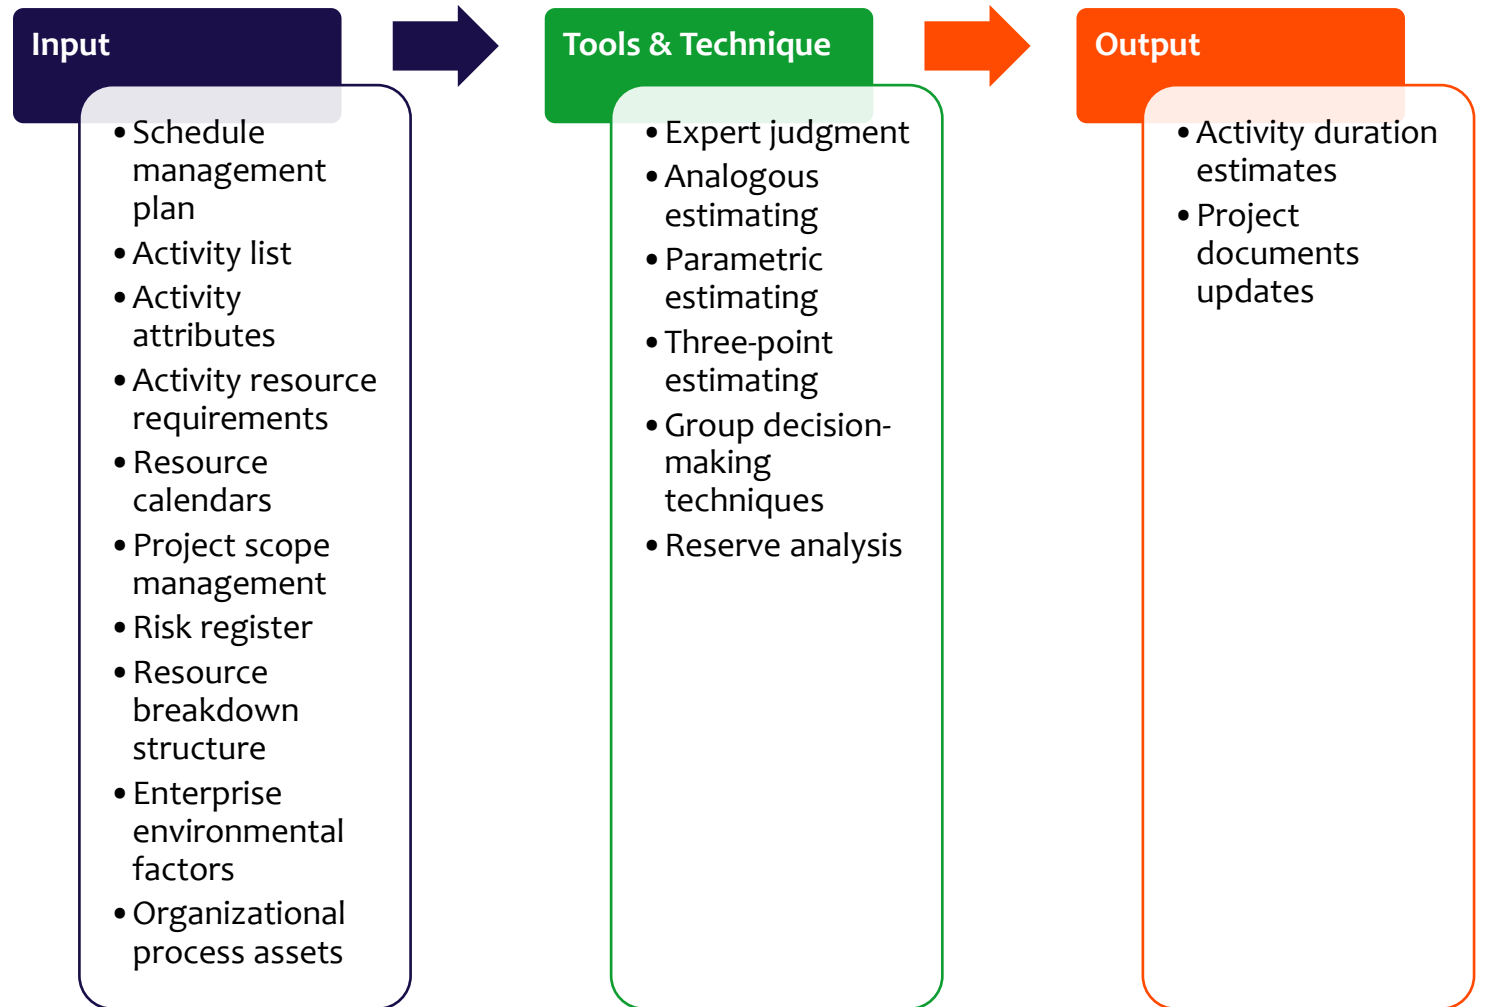 Input
• Schedule
management
plan
• Activity list
• Activity
attributes
• Activity resource
requirements
• Resource
calendars
• Project scope
management
• Risk register
• Resource
breakdown
structure
• Enterprise
environmental
factors
• Organizational
process assets
Tools & Technique
• Expert judgment
• Analogous
estimating
• Parametric
estimating
• Three-point
estimating
• Group decision-
making
techniques
• Reserve analysis
Output
• Activity duration
estimates
• Project
documents
updates